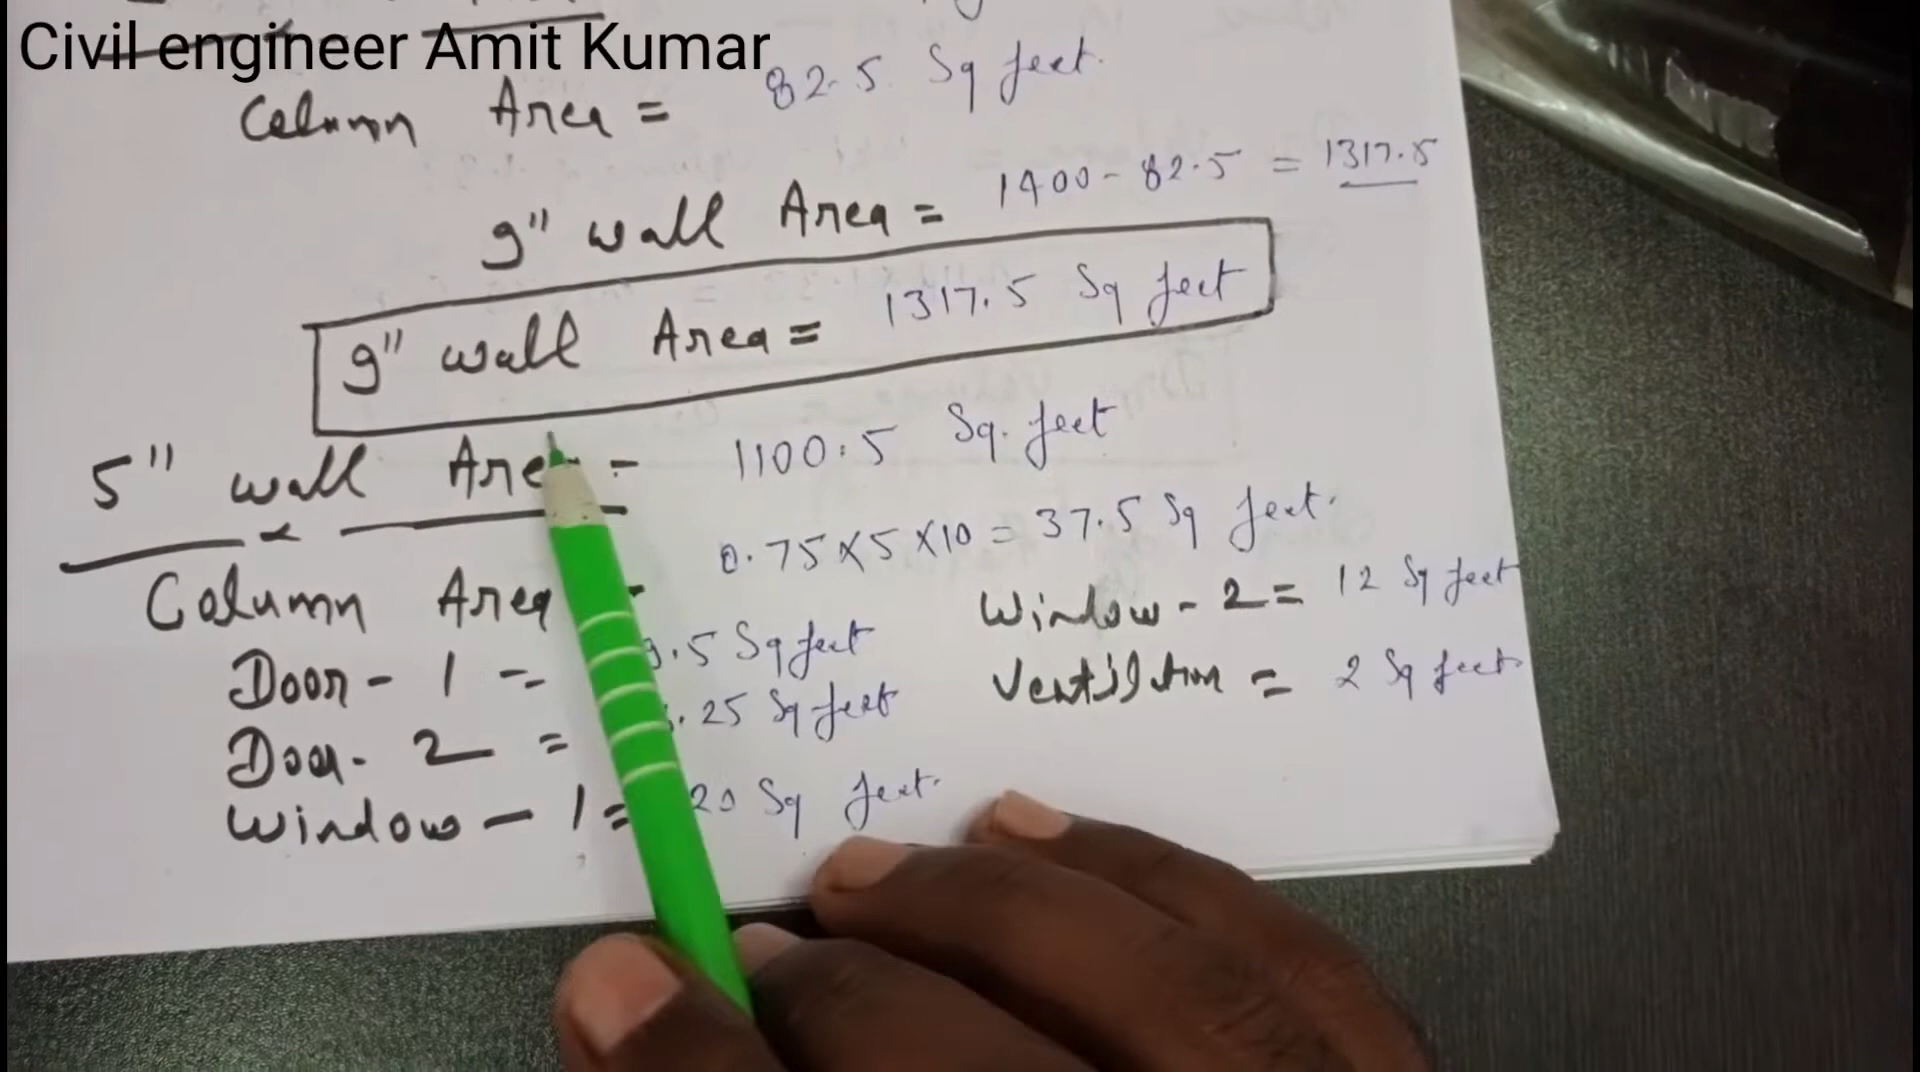 Civil engineer Amit Kumar
Column Area = 82.5 Sq feet.
9" wall Area = 1400 - 82.5 = 1317.5
9" wall Area = 1317.5 Sq feet
5" wall Area = 1100.5 Sq. feet
Column Area = 0.75 X 5 X 10 = 37.5 Sq feet.
Door - 1 = .5 Sq feet
Window - 2 = 12 Sq feet
Door - 2 = .25 Sq feet
Ventilation = 2 Sq feet
Window - 1 = 20 Sq feet.